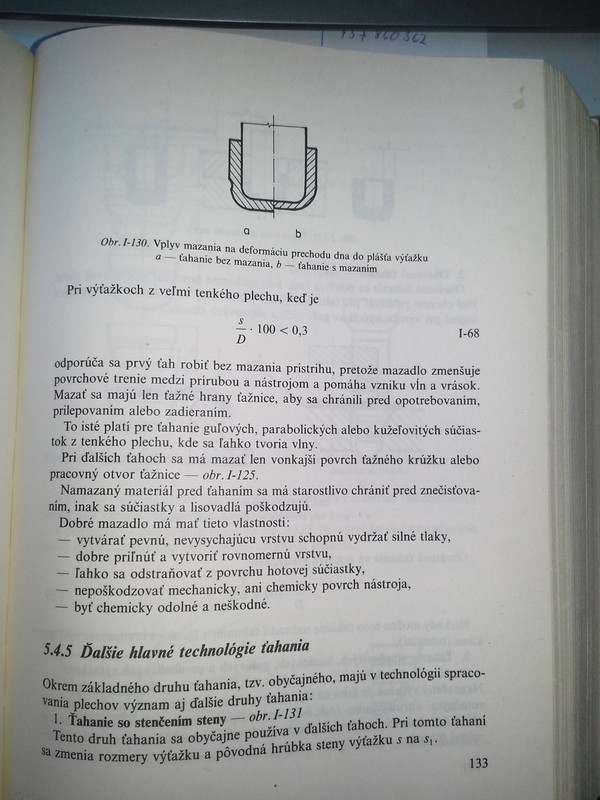 137 860 362
a b
Obr. I-130. Vplyv mazania na deformáciu prechodu dna do plášťa výťažku
a — ťahanie bez mazania, b — ťahanie s mazaním
Pri výťažkoch z veľmi tenkého plechu, keď je
s/D · 100 < 0,3 I-68
odporúča sa prvý ťah robiť bez mazania prístrihu, pretože mazadlo zmenšuje
povrchové trenie medzi prírubou a nástrojom a pomáha vzniku vĺn a vrások.
Mazať sa majú len ťažné hrany ťažnice, aby sa chránili pred opotrebovaním,
prilepovaním alebo zadieraním.
To isté platí pre ťahanie guľových, parabolických alebo kužeľovitých súčias-
tok z tenkého plechu, kde sa ľahko tvoria vlny.
Pri ďalších ťahoch sa má mazať len vonkajší povrch ťažného krúžku alebo
pracovný otvor ťažnice — obr. I-125.
Namazaný materiál pred ťahaním sa má starostlivo chrániť pred znečisťova-
ním, inak sa súčiastky a lisovadlá poškodzujú.
Dobré mazadlo má mať tieto vlastnosti:
— vytvárať pevnú, nevysychajúcu vrstvu schopnú vydržať silné tlaky,
— dobre priľnúť a vytvoriť rovnomernú vrstvu,
— ľahko sa odstraňovať z povrchu hotovej súčiastky,
— nepoškodzovať mechanicky, ani chemicky povrch nástroja,
— byť chemicky odolné a neškodné.
5.4.5 Ďalšie hlavné technológie ťahania
Okrem základného druhu ťahania, tzv. obyčajného, majú v technológii spraco-
vania plechov význam aj ďalšie druhy ťahania:
1. Ťahanie so stenčením steny — obr. I-131
Tento druh ťahania sa obyčajne používa v ďalších ťahoch. Pri tomto ťahaní
sa zmenia rozmery výťažku a pôvodná hrúbka steny výťažku s na s₁.
133